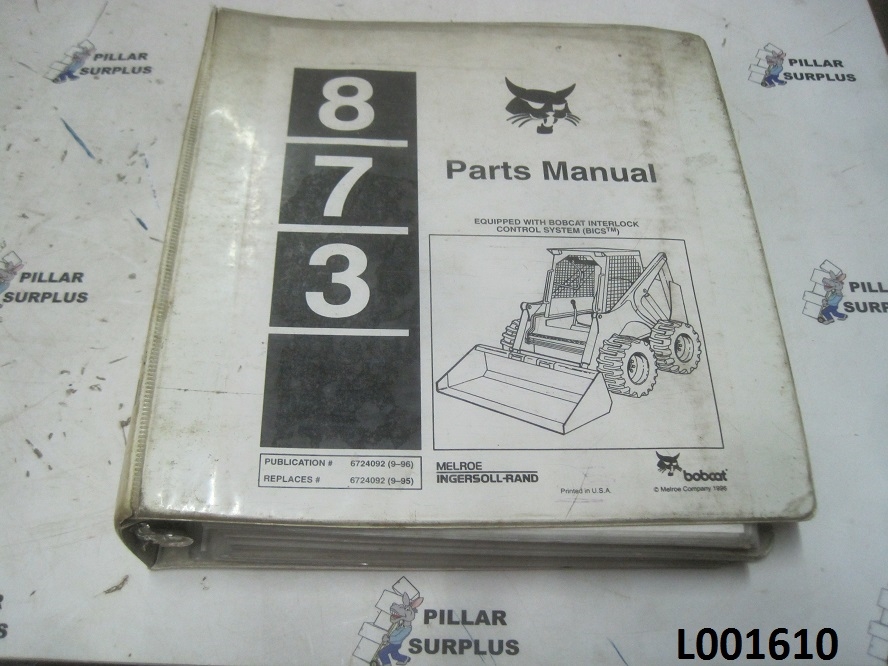 PILLAR
SURPLUS
PILLAR
SURPLUS
8
7
3
Parts Manual
EQUIPPED WITH BOBCAT INTERLOCK
CONTROL SYSTEM (BICS™)
PILLAR
SURPLUS
PILL
SURP
PUBLICATION # 6724092 (9–96)
REPLACES # 6724092 (9–95)
MELROE
INGERSOLL-RAND
Printed in U.S.A.
bobcat
© Melroe Company 1996
PILLAR
SURPLUS
L001610